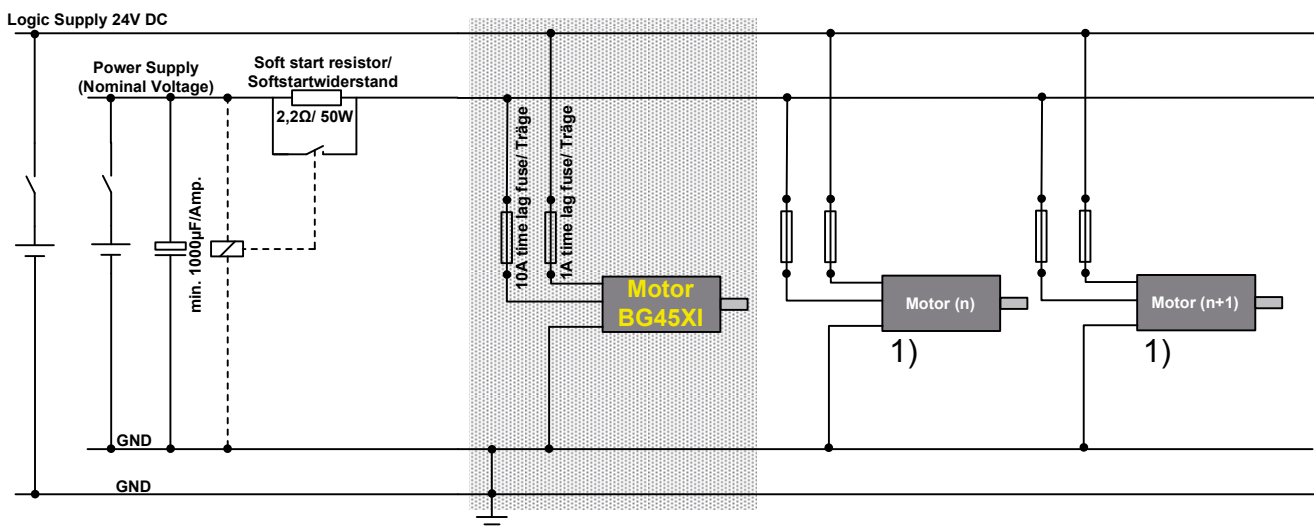 Logic Supply 24V DC
Power Supply
(Nominal Voltage)
Soft start resistor/
Softstartwiderstand
2,2Ω/ 50W
min. 1000µF/Amp.
10A time lag fuse/ Träge
1A time lag fuse/ Träge
Motor
BG45XI
Motor (n)
1)
Motor (n+1)
1)
GND
GND